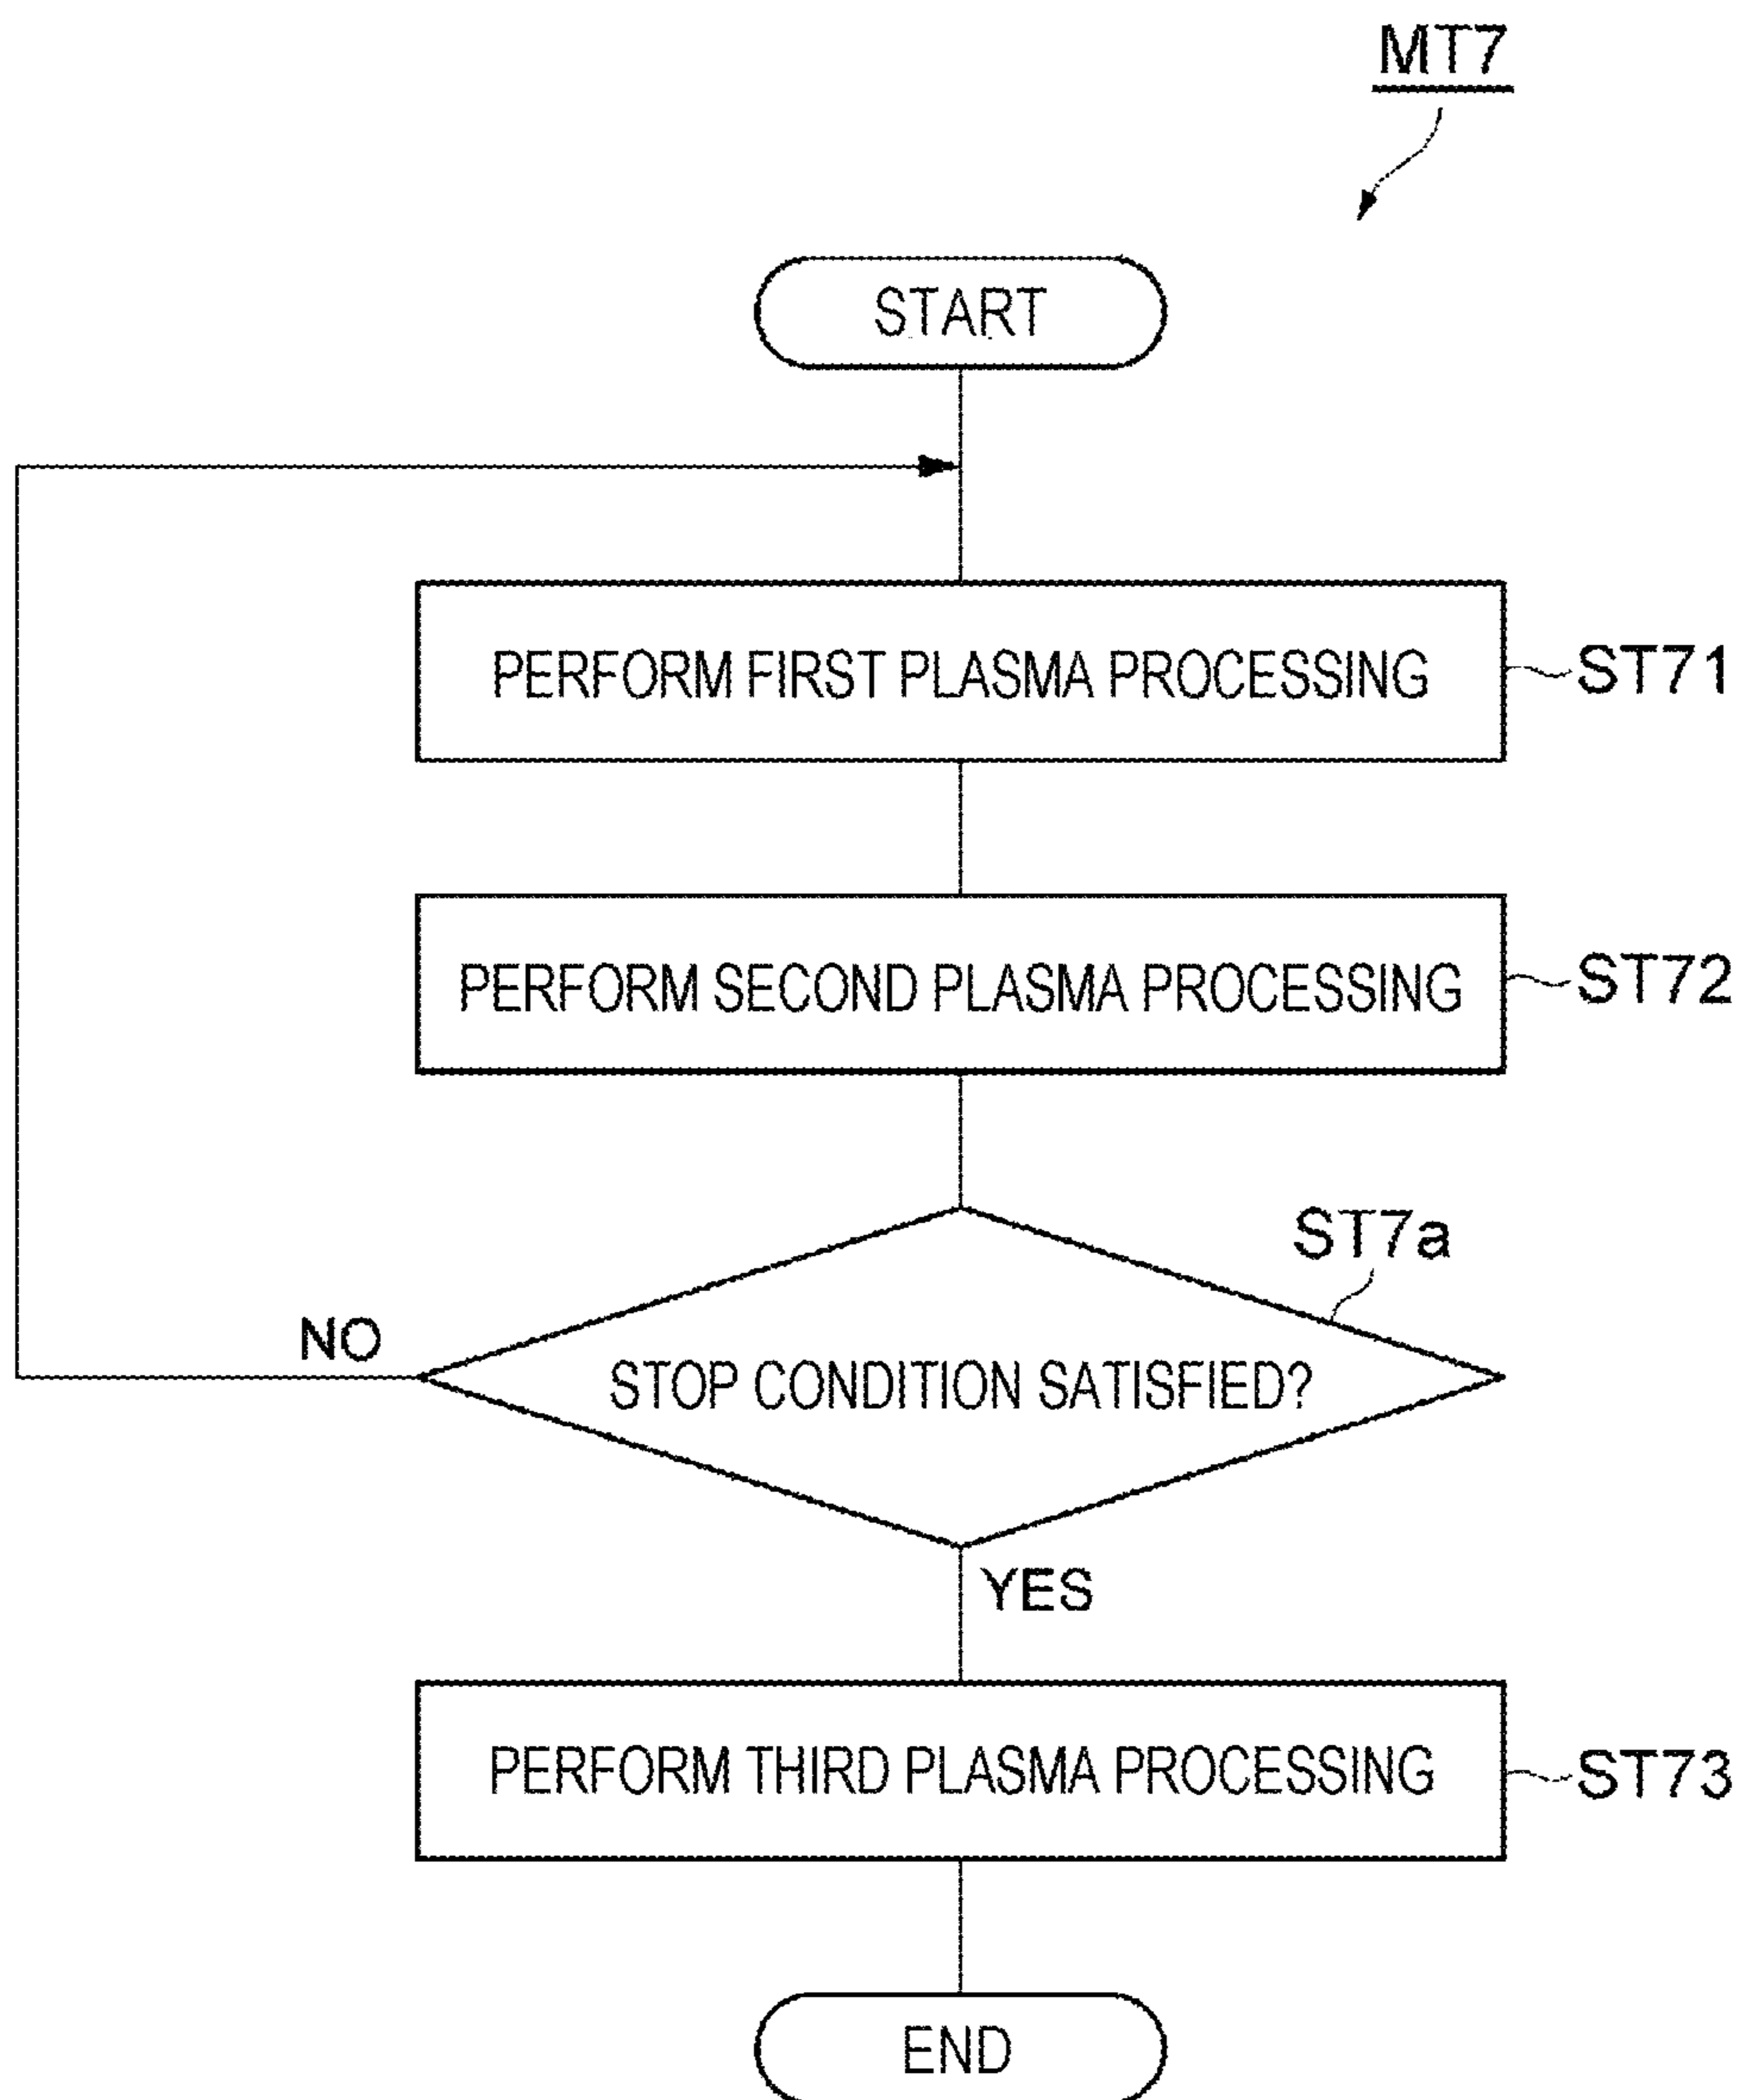 MT7
START
PERFORM FIRST PLASMA PROCESSING
ST71
PERFORM SECOND PLASMA PROCESSING
ST72
ST7a
NO
STOP CONDITION SATISFIED?
YES
PERFORM THIRD PLASMA PROCESSING
ST73
END